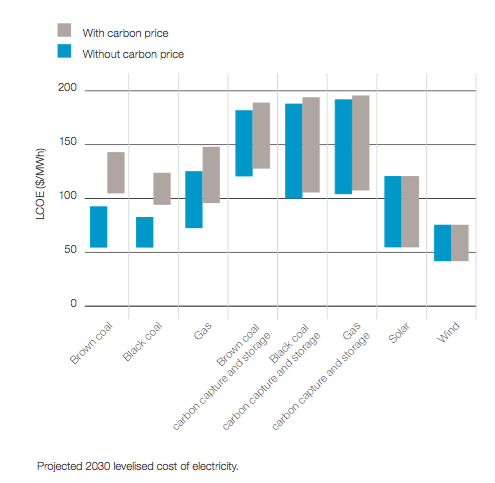 With carbon price
Without carbon price
LCOE ($/MWh)
200
150
100
50
0
Brown coal
Black coal
Gas
Brown coal
carbon capture and storage
Black coal
carbon capture and storage
Gas
carbon capture and storage
Solar
Wind
Projected 2030 levelised cost of electricity.